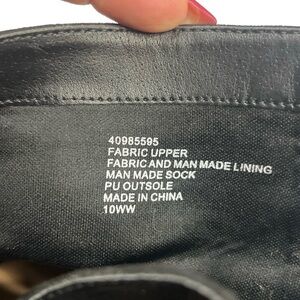 40985595
FABRIC UPPER
FABRIC AND MAN MADE LINING
MAN MADE SOCK
PU OUTSOLE
MADE IN CHINA
10WW